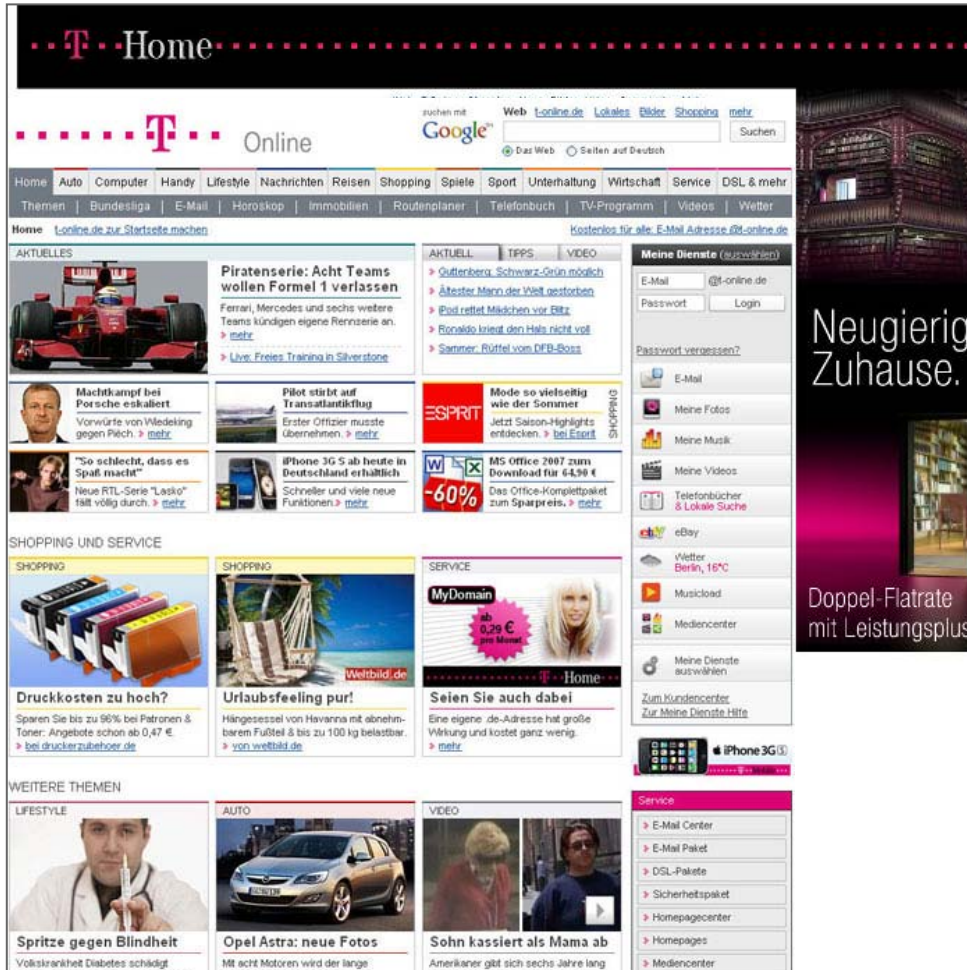 T Home
T Online
suchen mit
Google
Web t-online.de Lokales Bilder Shopping mehr
Suchen
Das Web Seiten auf Deutsch
Home Auto Computer Handy Lifestyle Nachrichten Reisen Shopping Spiele Sport Unterhaltung Wirtschaft Service DSL & mehr
Themen | Bundesliga | E-Mail | Horoskop | Immobilien | Routenplaner | Telefonbuch | TV-Programm | Videos | Wetter
Home t-online.de zur Startseite machen
Kostenlos für alle: E-Mail Adresse @t-online.de
AKTUELLES
Piratenserie: Acht Teams
wollen Formel 1 verlassen
Ferrari, Mercedes und sechs weitere
Teams kündigen eigene Rennserie an.
mehr
Live: Freies Training in Silverstone
AKTUELL TIPPS VIDEO
Guttenberg: Schwarz-Grün möglich
Ältester Mann der Welt gestorben
iPod rettet Mädchen vor Blitz
Ronaldo kriegt den Hals nicht voll
Sammer: Rüffel vom DFB-Boss
Machtkampf bei
Porsche eskaliert
Vorwürfe von Wiedeking
gegen Piëch. mehr
Pilot stirbt auf
Transatlantikflug
Erster Offizier musste
übernehmen. mehr
ESPRIT
Mode so vielseitig
wie der Sommer
Jetzt Saison-Highlights
entdecken. bei Esprit
SHOPPING
"So schlecht, dass es
Spaß macht"
Neue RTL-Serie "Lasko"
fällt völlig durch. mehr
iPhone 3G S ab heute in
Deutschland erhältlich
Schneller und viele neue
Funktionen. mehr
-60%
MS Office 2007 zum
Download für 64,90 €
Das Office-Komplettpaket
zum Sparpreis. mehr
SHOPPING UND SERVICE
SHOPPING
Druckkosten zu hoch?
Sparen Sie bis zu 96% bei Patronen &
Toner: Angebote schon ab 0,47 €.
bei druckerzubehoer.de
SHOPPING
Weltbild.de
Urlaubsfeeling pur!
Hängesessel von Havanna mit abnehm-
barem Fußteil & bis zu 100 kg belastbar.
von weltbild.de
SERVICE
MyDomain
ab
0,29 €
pro Monat
T Home
Seien Sie auch dabei
Eine eigene .de-Adresse hat große
Wirkung und kostet ganz wenig.
mehr
WEITERE THEMEN
LIFESTYLE
Spritze gegen Blindheit
Volkskrankheit Diabetes schädigt
AUTO
Opel Astra: neue Fotos
Mit acht Motoren wird der lange
VIDEO
Sohn kassiert als Mama ab
Amerikaner gibt sich sechs Jahre lang
Meine Dienste (auswählen)
E-Mail @t-online.de
Passwort Login
Passwort vergessen?
E-Mail
Meine Fotos
Meine Musik
Meine Videos
Telefonbücher
& Lokale Suche
ebay eBay
Wetter
Berlin, 16°C
Musicload
Mediencenter
Meine Dienste
auswählen
Zum Kundencenter
Zur Meine Dienste Hilfe
iPhone 3G S
Service
E-Mail Center
E-Mail Paket
DSL-Pakete
Sicherheitspaket
Homepagecenter
Homepages
Mediencenter
Neugierig
Zuhause.
Doppel-Flatrate
mit Leistungsplus